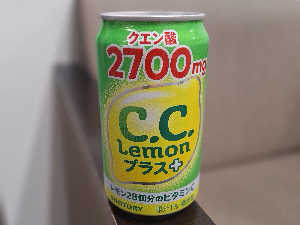 クエン酸
2700mg
C.C.
Lemon
プラス+
レモン28個分のビタミンC
SUNTORY